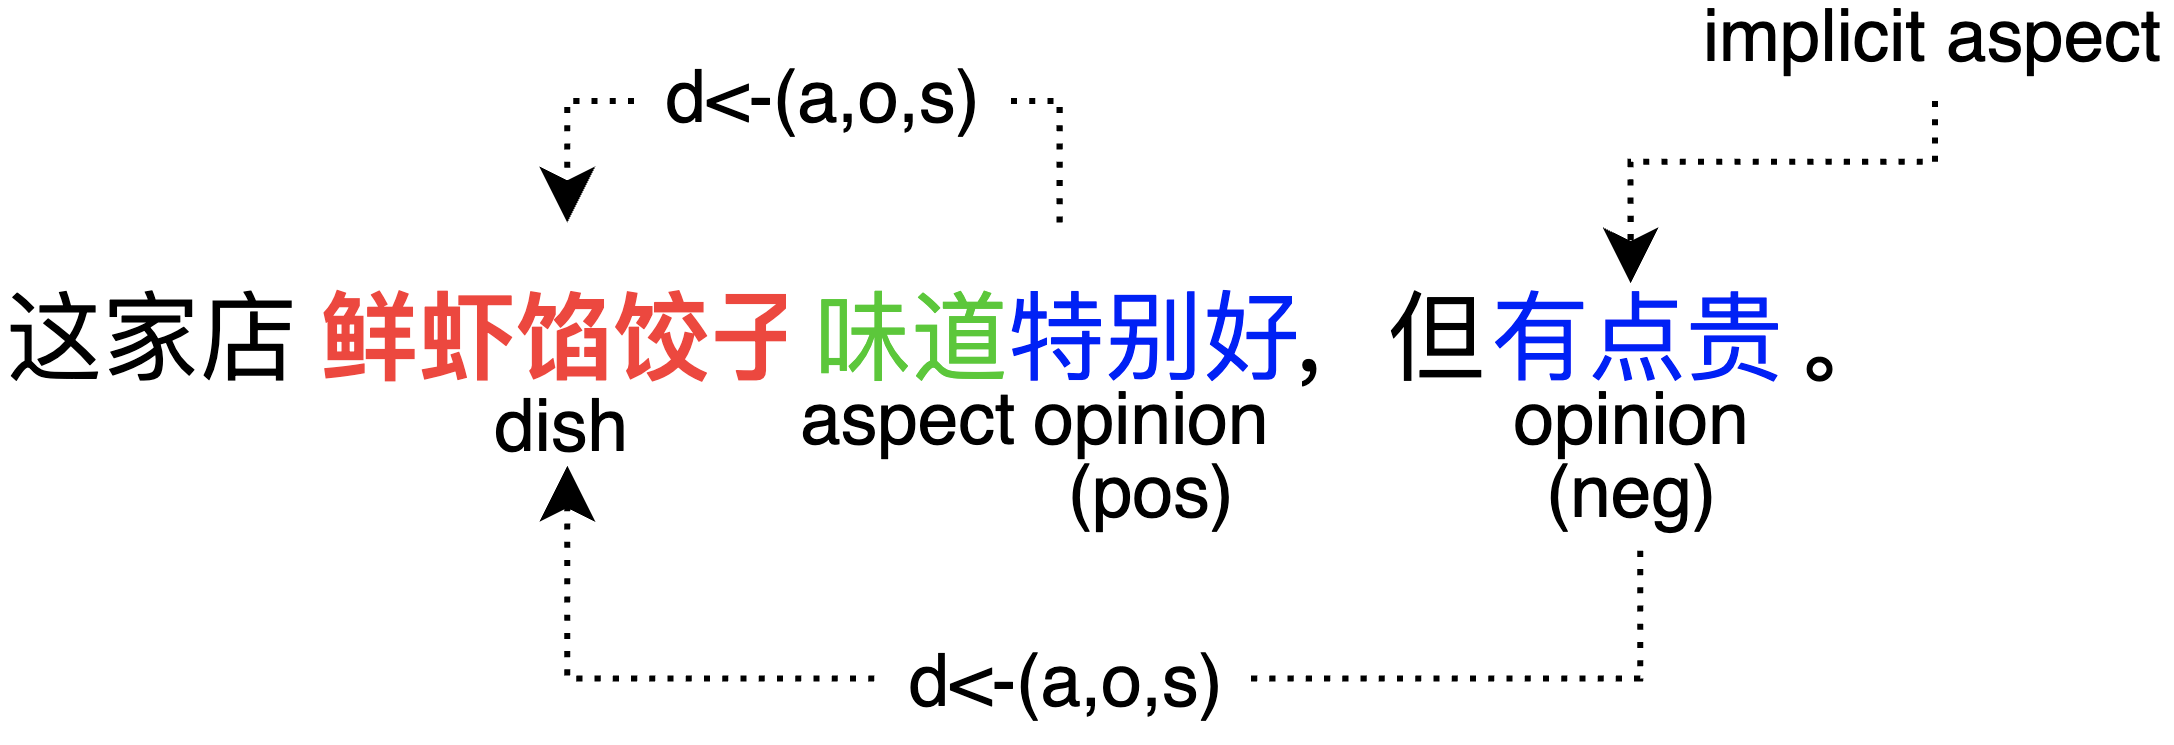 implicit aspect
d<-(a,o,s)
这家店 鲜虾馅饺子 味道特别好，但有点贵。
dish aspect opinion opinion
(pos) (neg)
d<-(a,o,s)